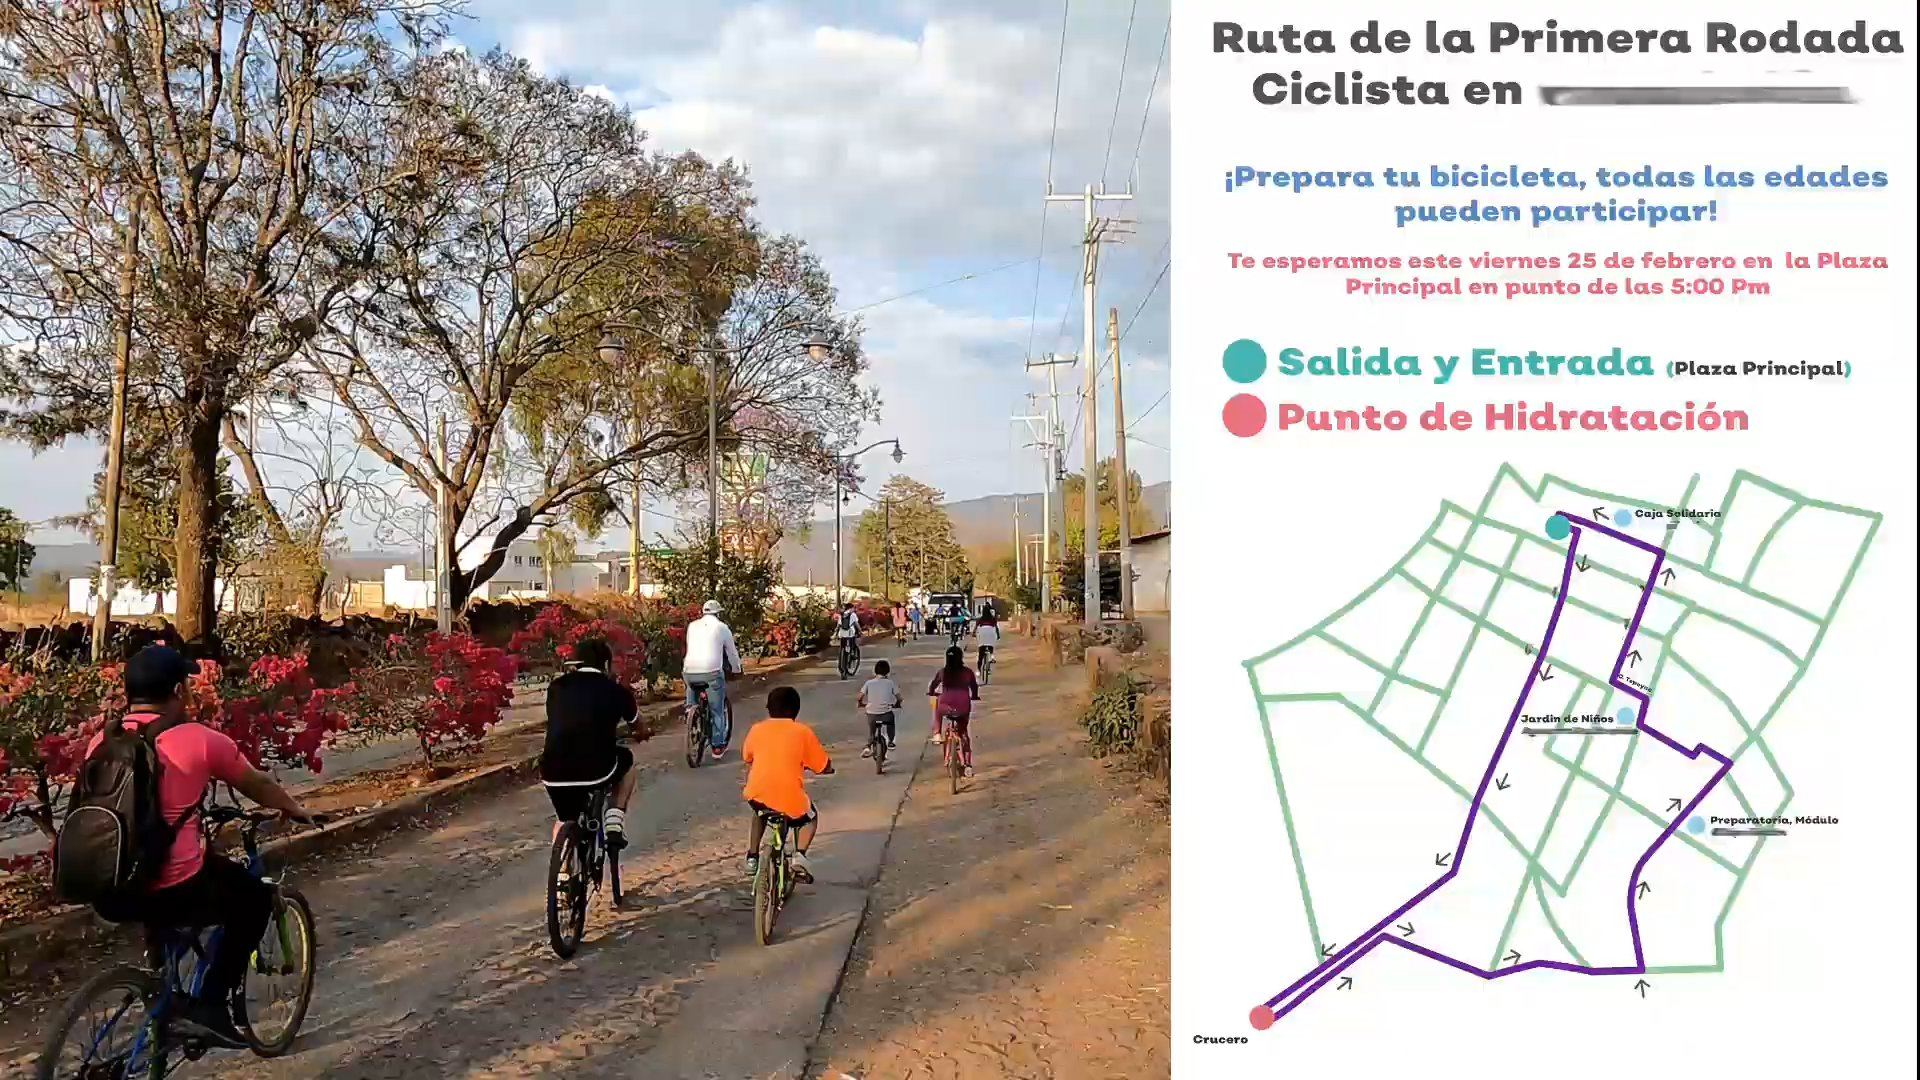 Ruta de la Primera Rodada
Ciclista en
¡Prepara tu bicicleta, todas las edades
pueden participar!
Te esperamos este viernes 25 de febrero en  la Plaza
Principal en punto de las 5:00 Pm
Salida y Entrada (Plaza Principal)
Punto de Hidratación
Caja Solidaria
Jardin de Niños
Preparatoria, Módulo
Crucero